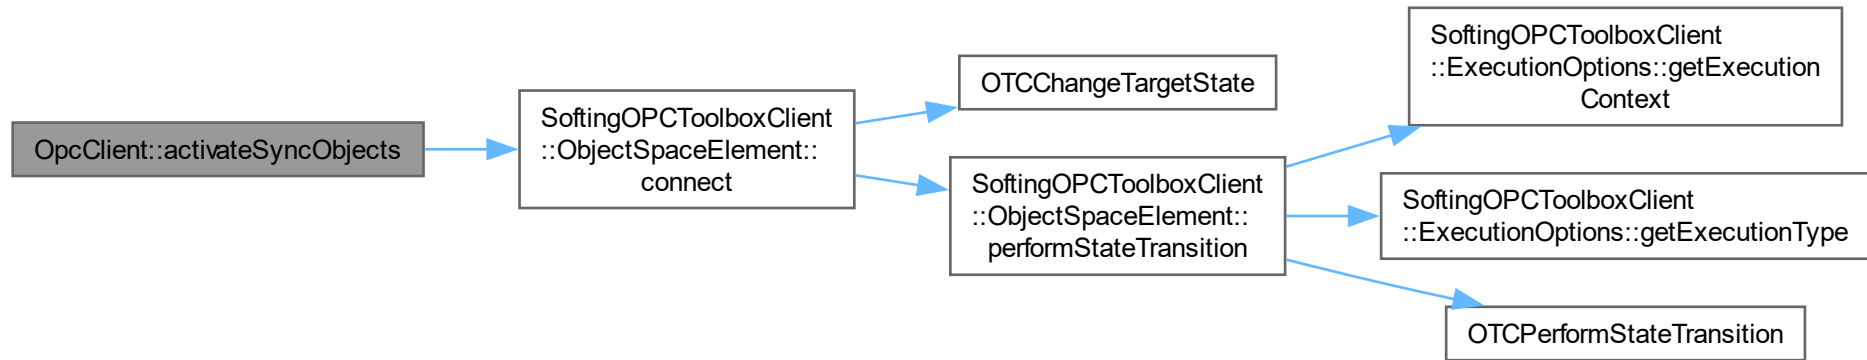 OpcClient::activateSyncObjects
SoftingOPCToolboxClient
::ObjectSpaceElement::
connect
OTCChangeTargetState
SoftingOPCToolboxClient
::ObjectSpaceElement::
performStateTransition
SoftingOPCToolboxClient
::ExecutionOptions::getExecution
Context
SoftingOPCToolboxClient
::ExecutionOptions::getExecutionType
OTCPerformStateTransition